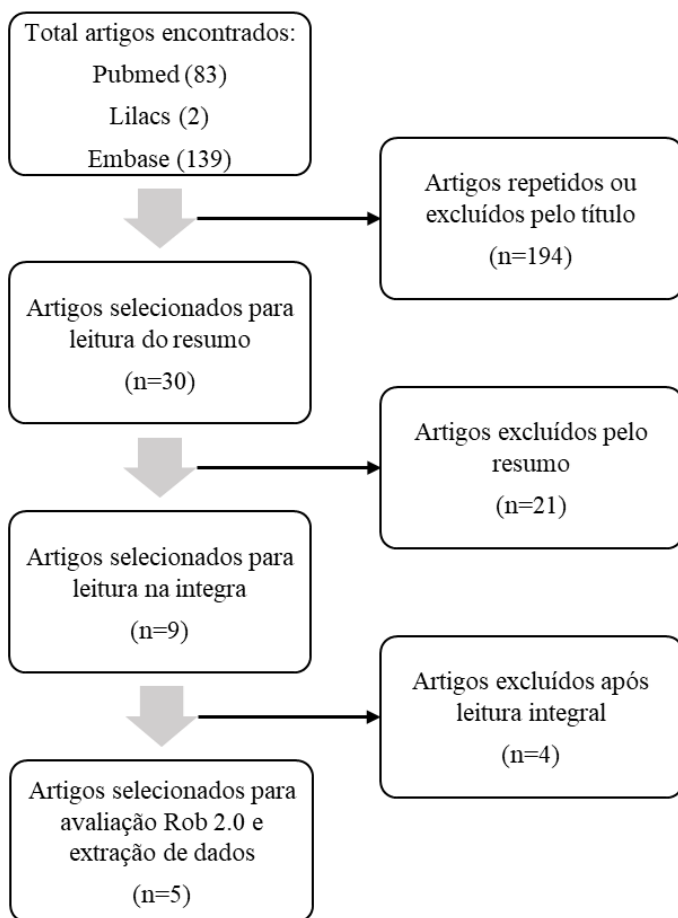 Total artigos encontrados:
Pubmed (83)
Lilacs (2)
Embase (139)
Artigos repetidos ou
excluídos pelo título
(n=194)
Artigos selecionados para
leitura do resumo
(n=30)
Artigos excluídos pelo
resumo
(n=21)
Artigos selecionados para
leitura na integra
(n=9)
Artigos excluídos após
leitura integral
(n=4)
Artigos selecionados para
avaliação Rob 2.0 e
extração de dados
(n=5)